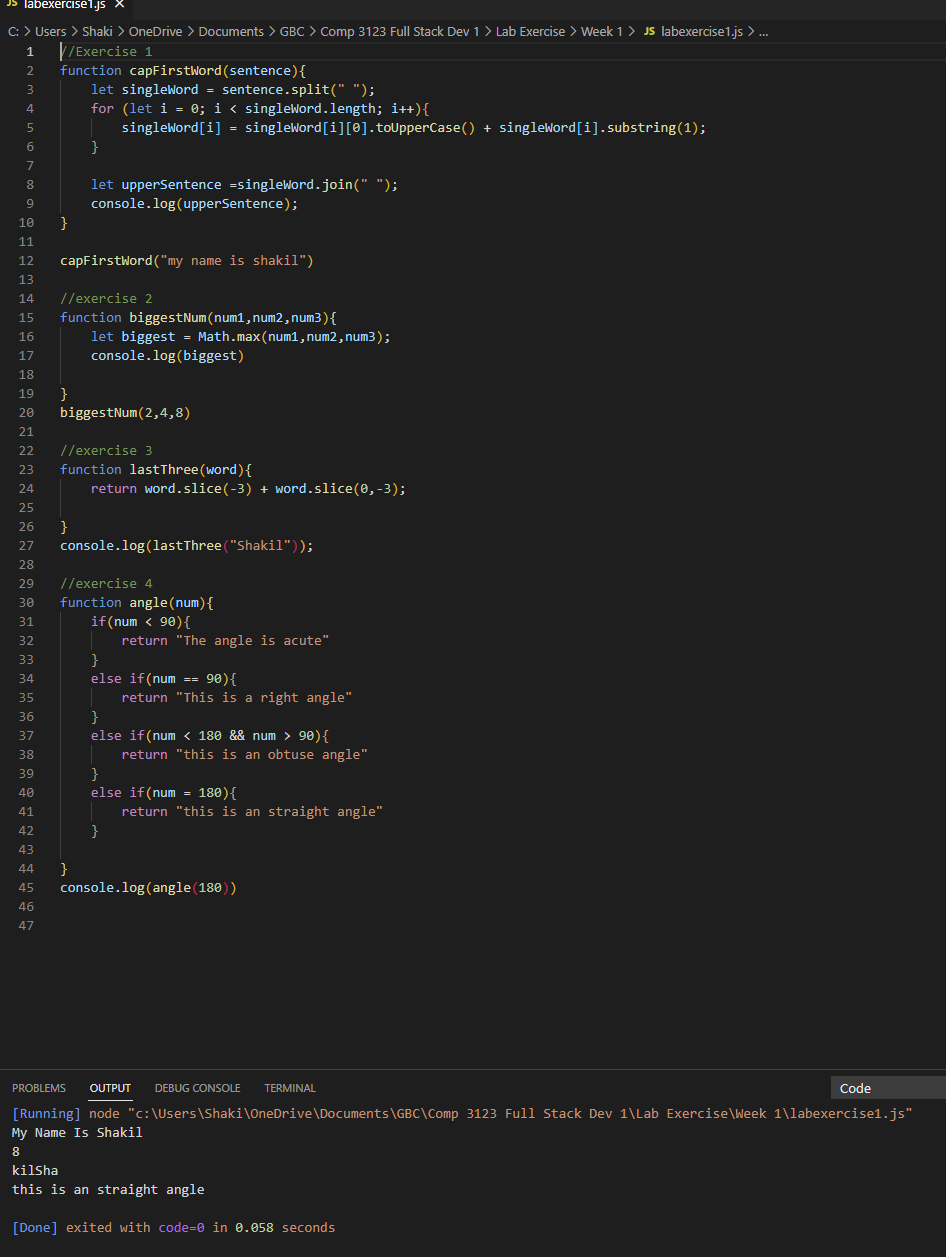 JS labexercise1.js ×
C: > Users > Shaki > OneDrive > Documents > GBC > Comp 3123 Full Stack Dev 1 > Lab Exercise > Week 1 > JS labexercise1.js > ...
1 //Exercise 1
2 function capFirstWord(sentence){
3     let singleWord = sentence.split(" ");
4     for (let i = 0; i < singleWord.length; i++){
5         singleWord[i] = singleWord[i][0].toUpperCase() + singleWord[i].substring(1);
6     }
7
8     let upperSentence =singleWord.join(" ");
9     console.log(upperSentence);
10 }
11
12 capFirstWord("my name is shakil")
13
14 //exercise 2
15 function biggestNum(num1,num2,num3){
16     let biggest = Math.max(num1,num2,num3);
17     console.log(biggest)
18
19 }
20 biggestNum(2,4,8)
21
22 //exercise 3
23 function lastThree(word){
24     return word.slice(-3) + word.slice(0,-3);
25
26 }
27 console.log(lastThree("Shakil"));
28
29 //exercise 4
30 function angle(num){
31     if(num < 90){
32         return "The angle is acute"
33     }
34     else if(num == 90){
35         return "This is a right angle"
36     }
37     else if(num < 180 && num > 90){
38         return "this is an obtuse angle"
39     }
40     else if(num = 180){
41         return "this is an straight angle"
42     }
43
44 }
45 console.log(angle(180))
46
47
PROBLEMS OUTPUT DEBUG CONSOLE TERMINAL Code
[Running] node "c:\Users\Shaki\OneDrive\Documents\GBC\Comp 3123 Full Stack Dev 1\Lab Exercise\Week 1\labexercise1.js"
My Name Is Shakil
8
kilSha
this is an straight angle
[Done] exited with code=0 in 0.058 seconds